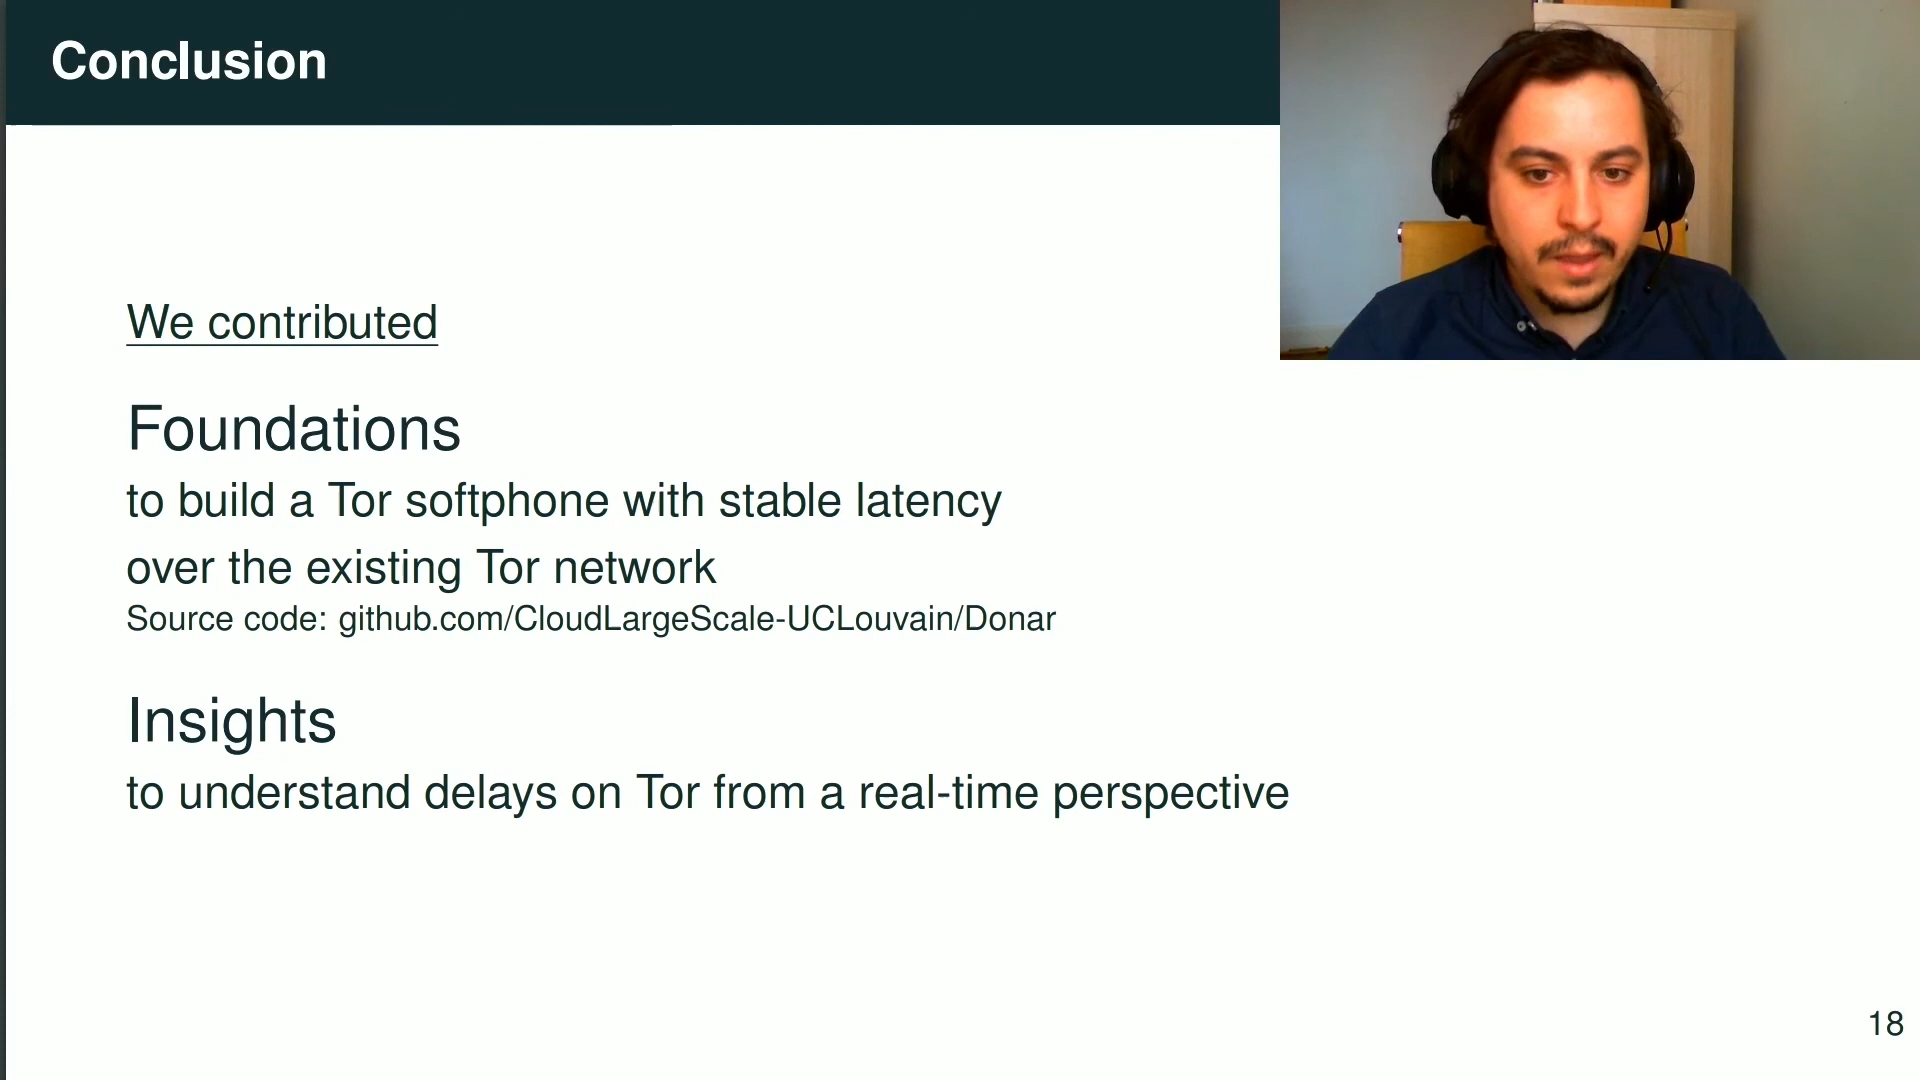 Conclusion
We contributed
Foundations
to build a Tor softphone with stable latency
over the existing Tor network
Source code: github.com/CloudLargeScale-UCLouvain/Donar
Insights
to understand delays on Tor from a real-time perspective
18